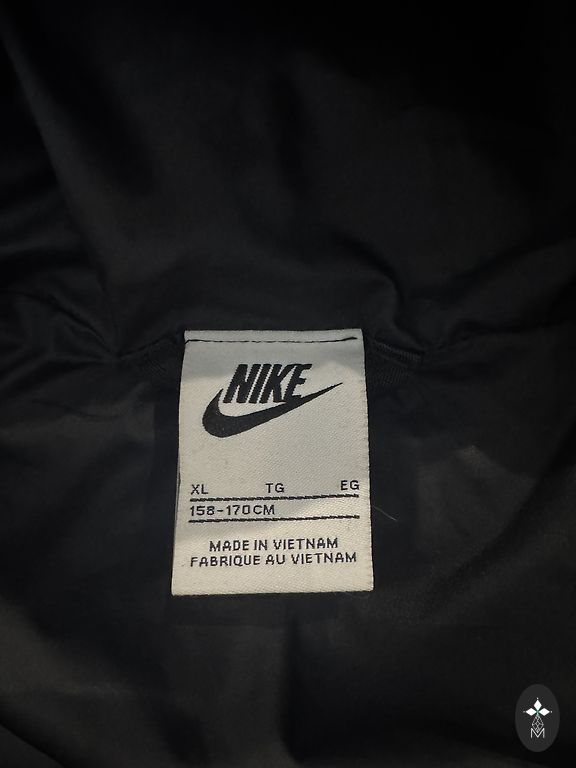 NIKE
XL TG EG
158-170CM
MADE IN VIETNAM
FABRIQUE AU VIETNAM
M